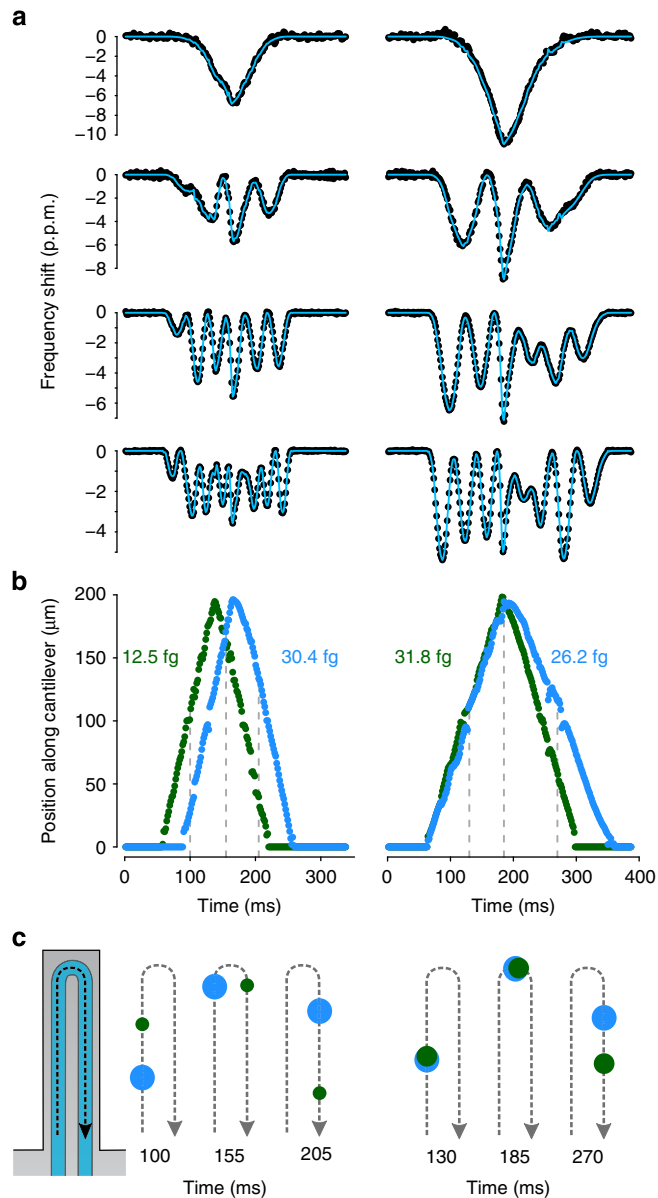 a
Frequency shift (p.p.m.)
0
−2
−4
−6
−8
−10
0
−2
−4
−6
−8
0
−2
−4
−6
0
−2
−4
b
Position along cantilever (μm)
200
150
100
50
0
12.5 fg
30.4 fg
31.8 fg
26.2 fg
0 100 200 300
0 100 200 300 400
Time (ms)
Time (ms)
c
100 155 205
130 185 270
Time (ms)
Time (ms)